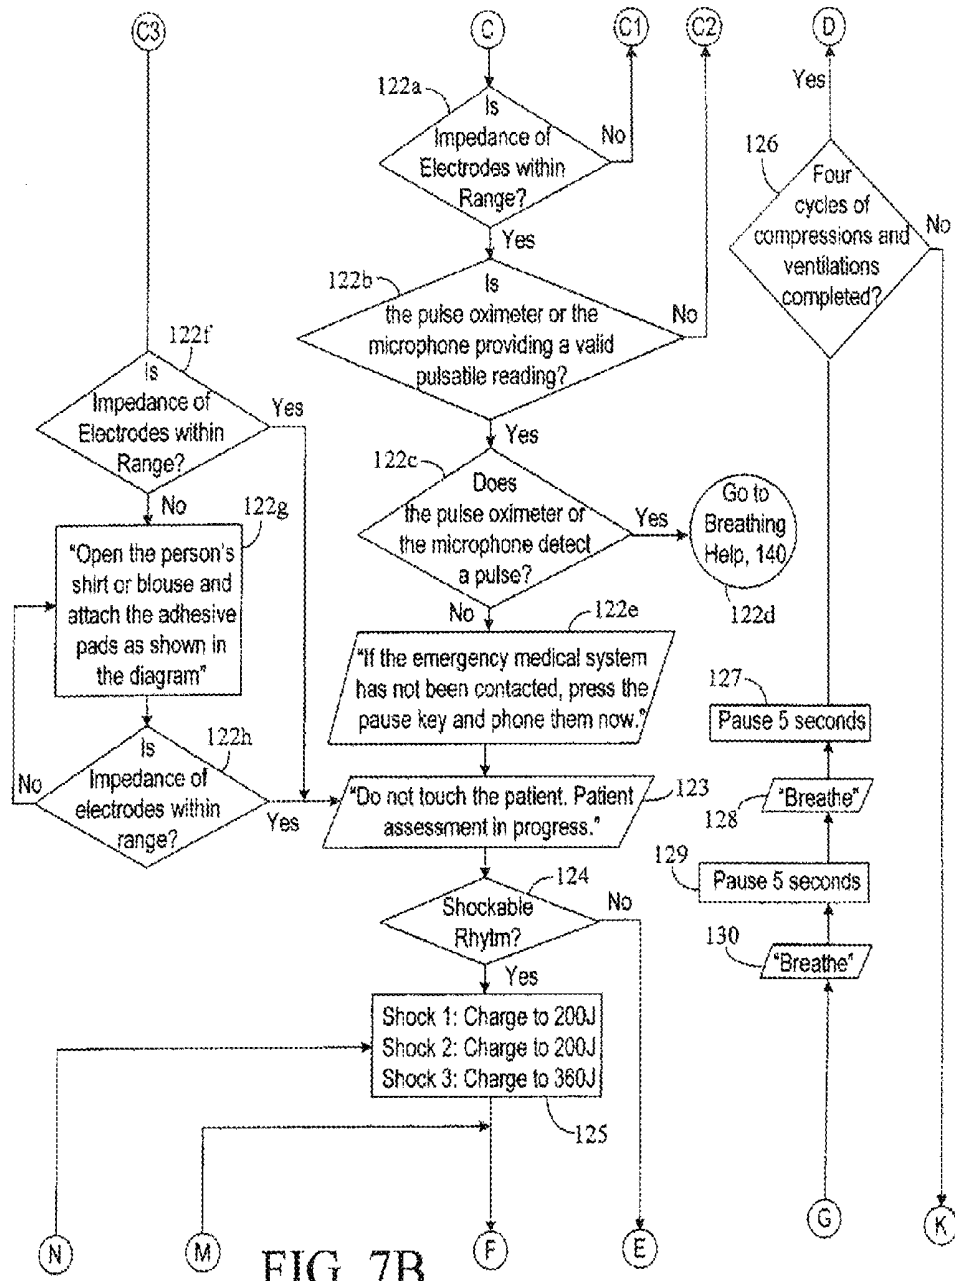 C3
C
C1
C2
D
122a
Is
Impedance of
Electrodes within
Range?
No
Yes
Yes
126
Four
cycles of
compressions and
ventilations
completed?
No
122b
Is
the pulse oximeter or the
microphone providing a valid
pulsatile reading?
No
Yes
122f
Is
Impedance of
Electrodes within
Range?
Yes
No
122c
Does
the pulse oximeter or
the microphone detect
a pulse?
Yes
No
Go to
Breathing
Help, 140
122d
122g
"Open the person's
shirt or blouse and
attach the adhesive
pads as shown in
the diagram"
122e
"If the emergency medical system
has not been contacted, press the
pause key and phone them now."
127
Pause 5 seconds
122h
Is
Impedance of
electrodes within
range?
No
Yes
"Do not touch the patient. Patient
assessment in progress."
123
"Breathe"
128
129
Pause 5 seconds
124
Shockable
Rhytm?
No
Yes
130
"Breathe"
Shock 1: Charge to 200J
Shock 2: Charge to 200J
Shock 3: Charge to 360J
125
N
M
F
E
G
K
FIG. 7B